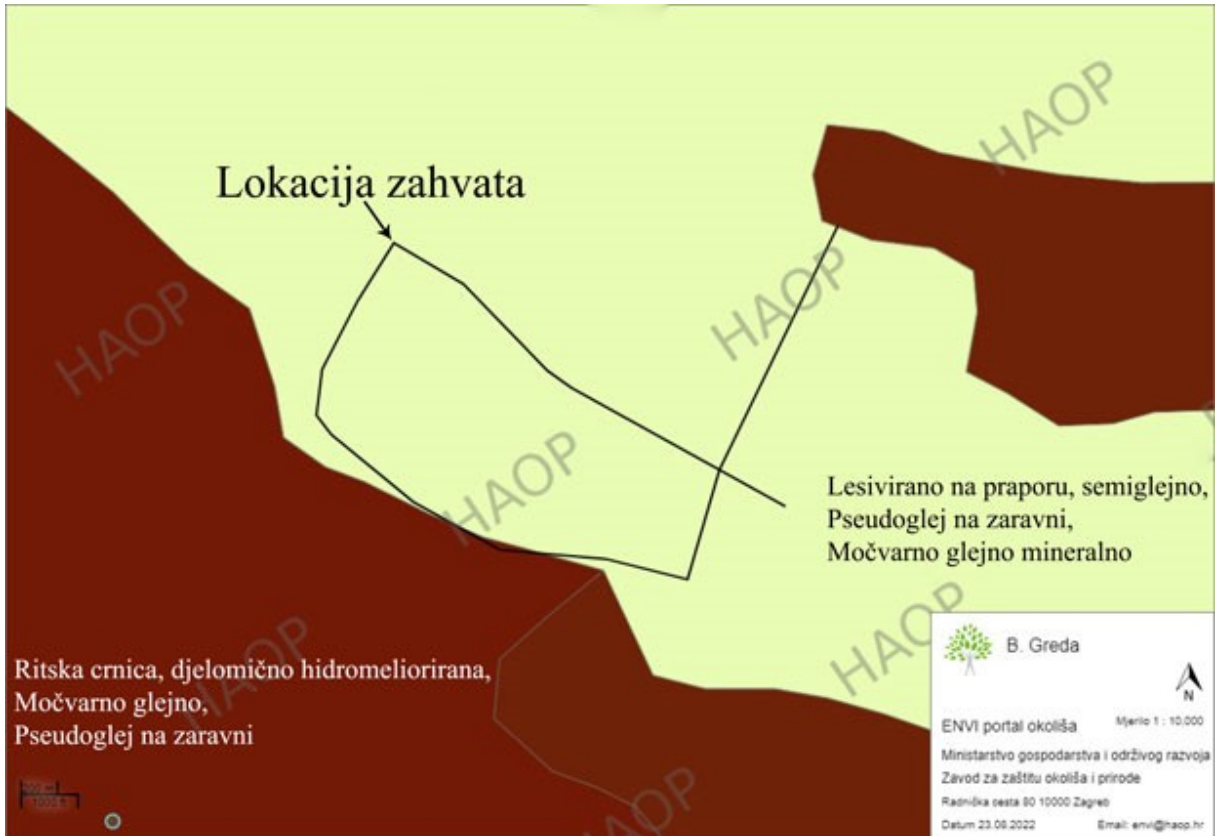 HAOP
Lokacija zahvata
HAOP
HAOP
HAOP
Lesivirano na praporu, semiglejno,
Pseudoglej na zaravni,
Močvarno glejno mineralno
HAOP
HAOP
Ritska crnica, djelomično hidromeliorirana,
Močvarno glejno,
Pseudoglej na zaravni
HAOP
1000 ft
B. Greda
N
ENVI portal okoliša
Mjerilo 1 : 10.000
Ministarstvo gospodarstva i održivog razvoja
Zavod za zaštitu okoliša i prirode
Radnička cesta 80 10000 Zagreb
Datum 23.08.2022 Email: envi@haop.hr